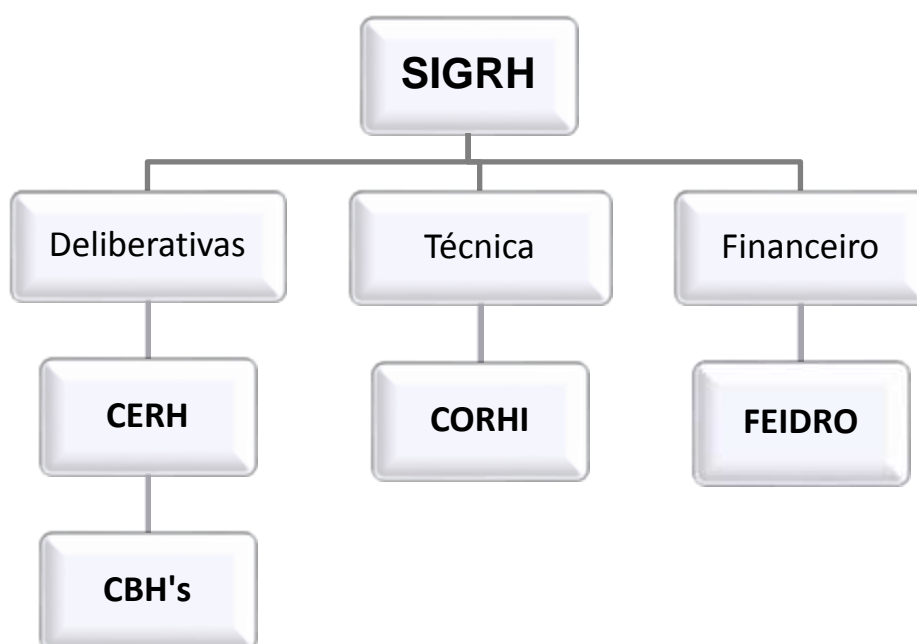 SIGRH
Deliberativas
Técnica
Financeiro
CERH
CORHI
FEIDRO
CBH's